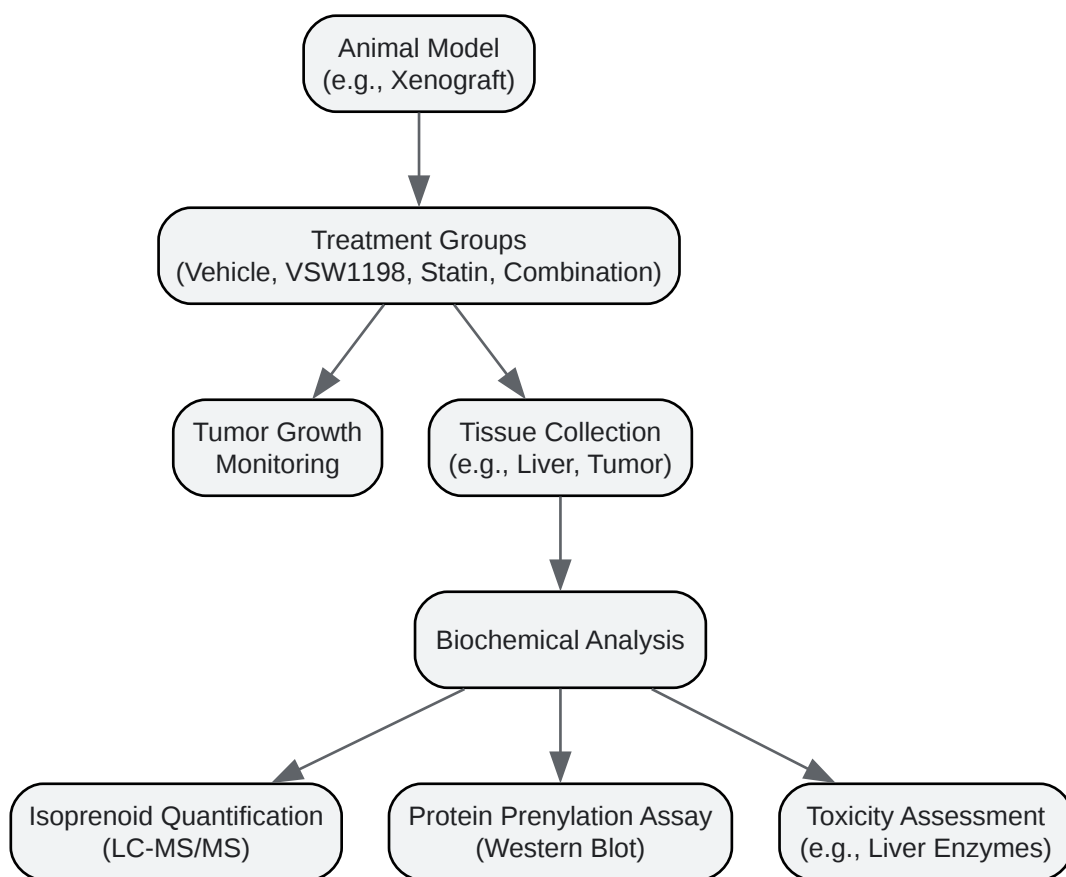 Animal Model
(e.g., Xenograft)
Treatment Groups
(Vehicle, VSW1198, Statin, Combination)
Tumor Growth
Monitoring
Tissue Collection
(e.g., Liver, Tumor)
Biochemical Analysis
Isoprenoid Quantification
(LC-MS/MS)
Protein Prenylation Assay
(Western Blot)
Toxicity Assessment
(e.g., Liver Enzymes)